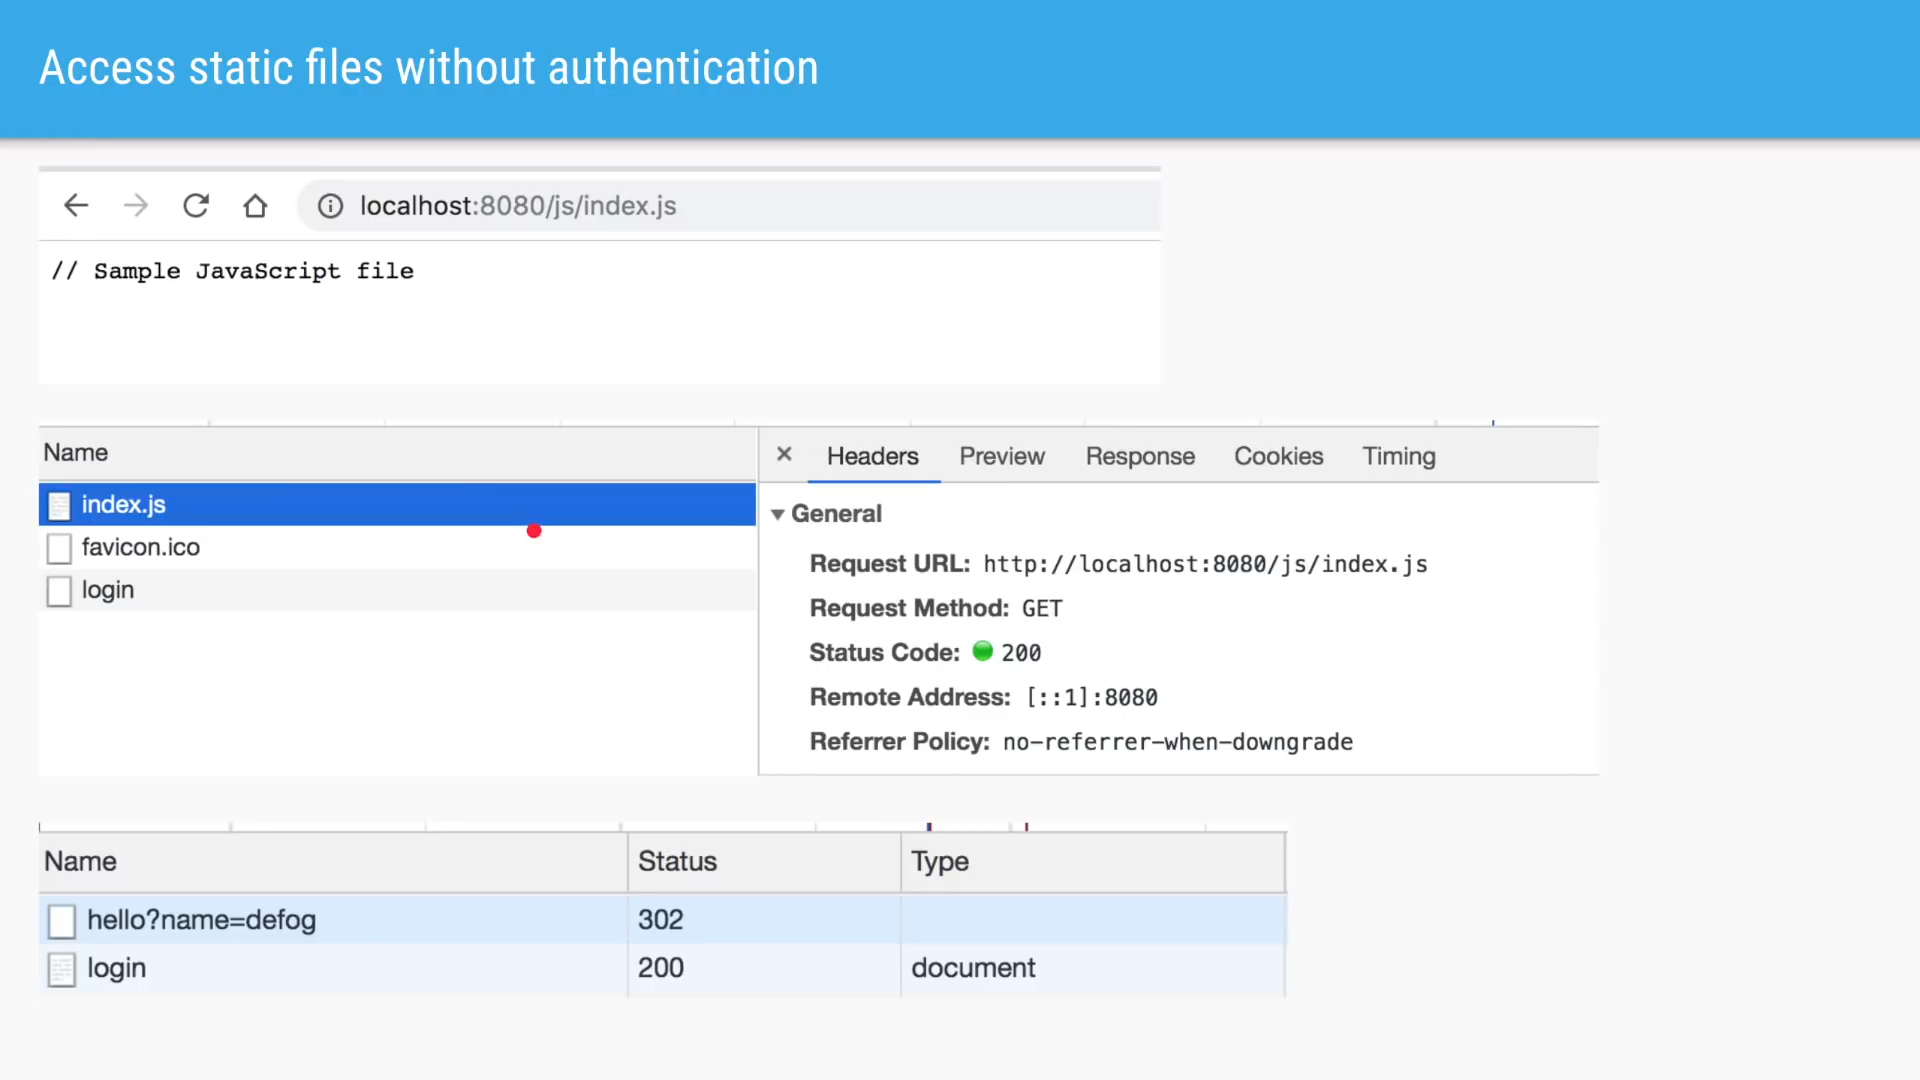 Access static files without authentication
localhost:8080/js/index.js
// Sample JavaScript file
Name
index.js
favicon.ico
login
× Headers Preview Response Cookies Timing
General
Request URL: http://localhost:8080/js/index.js
Request Method: GET
Status Code: 200
Remote Address: [::1]:8080
Referrer Policy: no-referrer-when-downgrade
Name Status Type
hello?name=defog 302
login 200 document